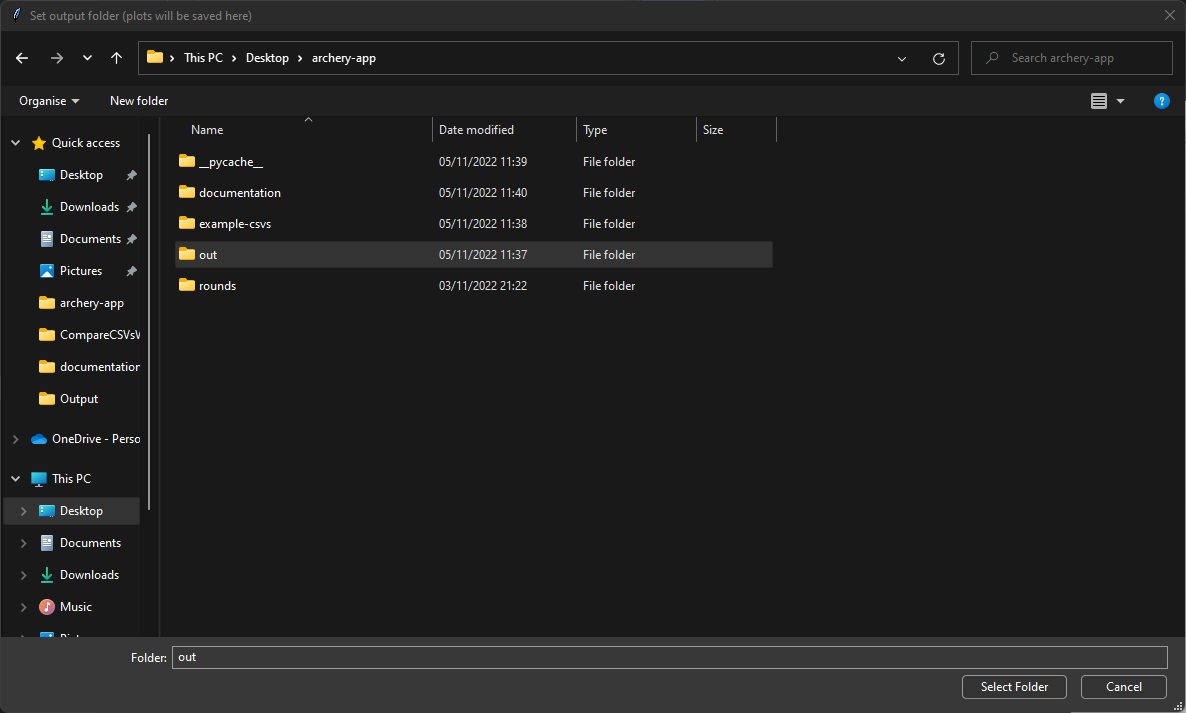 Set output folder (plots will be saved here)
This PC > Desktop > archery-app
Search archery-app
Organise New folder
?
Name Date modified Type Size
Quick access
Desktop
Downloads
Documents
Pictures
archery-app
CompareCSVsV
documentation
Output
OneDrive - Perso
This PC
Desktop
Documents
Downloads
Music
__pycache__ 05/11/2022 11:39 File folder
documentation 05/11/2022 11:40 File folder
example-csvs 05/11/2022 11:38 File folder
out 05/11/2022 11:37 File folder
rounds 03/11/2022 21:22 File folder
Folder: out
Select Folder Cancel